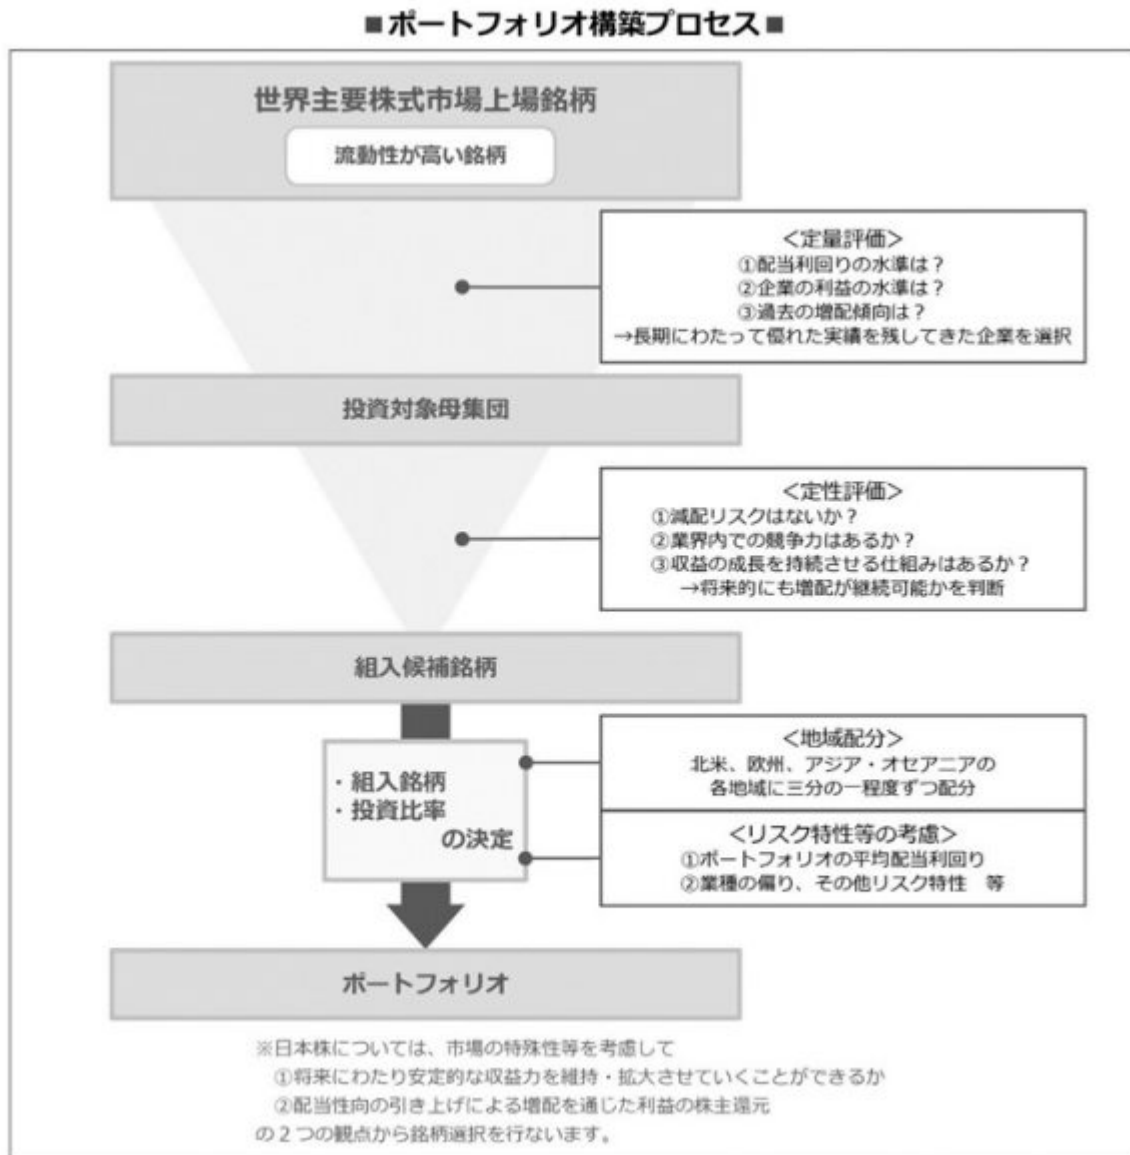 ■ポートフォリオ構築プロセス■
世界主要株式市場上場銘柄
流動性が高い銘柄
＜定量評価＞
①配当利回りの水準は？
②企業の利益の水準は？
③過去の増配傾向は？
→長期にわたって優れた実績を残してきた企業を選択
投資対象母集団
＜定性評価＞
①減配リスクはないか？
②業界内での競争力はあるか？
③収益の成長を持続させる仕組みはあるか？
→将来的にも増配が継続可能かを判断
組入候補銘柄
・組入銘柄
・投資比率
の決定
＜地域配分＞
北米、欧州、アジア・オセアニアの
各地域に三分の一程度ずつ配分
＜リスク特性等の考慮＞
①ポートフォリオの平均配当利回り
②業種の偏り、その他リスク特性　等
ポートフォリオ
※日本株については、市場の特殊性等を考慮して
①将来にわたり安定的な収益力を維持・拡大させていくことができるか
②配当性向の引き上げによる増配を通じた利益の株主還元
の２つの観点から銘柄選択を行ないます。